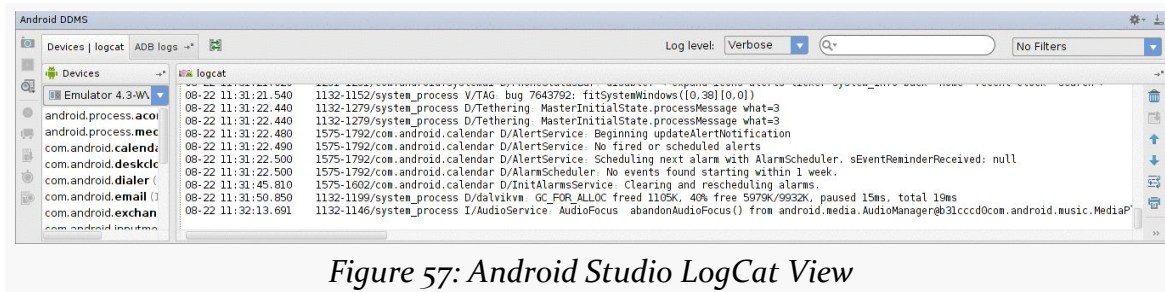 Android DDMS
Devices | logcat ADB logs Log level: Verbose No Filters
Devices logcat
Emulator 4.3-W
android.process.aco
android.process.mec
com.android.calenda
com.android.deskclo
com.android.dialer (
com.android.email (
com.android.exchan
08-22 11:31:21.540 1132-1152/system_process V/TAG: bug 7643792: fitSystemWindows([0,38][0,0])
08-22 11:31:22.440 1132-1279/system_process D/Tethering: MasterInitialState.processMessage what=3
08-22 11:31:22.440 1132-1279/system_process D/Tethering: MasterInitialState.processMessage what=3
08-22 11:31:22.480 1575-1792/com.android.calendar D/AlertService: Beginning updateAlertNotification
08-22 11:31:22.490 1575-1792/com.android.calendar D/AlertService: No fired or scheduled alerts
08-22 11:31:22.500 1575-1792/com.android.calendar D/AlertService: Scheduling next alarm with AlarmScheduler. sEventReminderReceived: null
08-22 11:31:22.500 1575-1792/com.android.calendar D/AlarmScheduler: No events found starting within 1 week.
08-22 11:31:45.810 1575-1602/com.android.calendar D/InitAlarmsService: Clearing and rescheduling alarms.
08-22 11:31:50.850 1132-1199/system_process D/dalvikvm: GC_FOR_ALLOC freed 1105K, 40% free 5979K/9932K, paused 15ms, total 19ms
08-22 11:32:13.691 1132-1146/system_process I/AudioService: AudioFocus abandonAudioFocus() from android.media.AudioManager@b31cccd0com.android.music.MediaP
Figure 57: Android Studio LogCat View